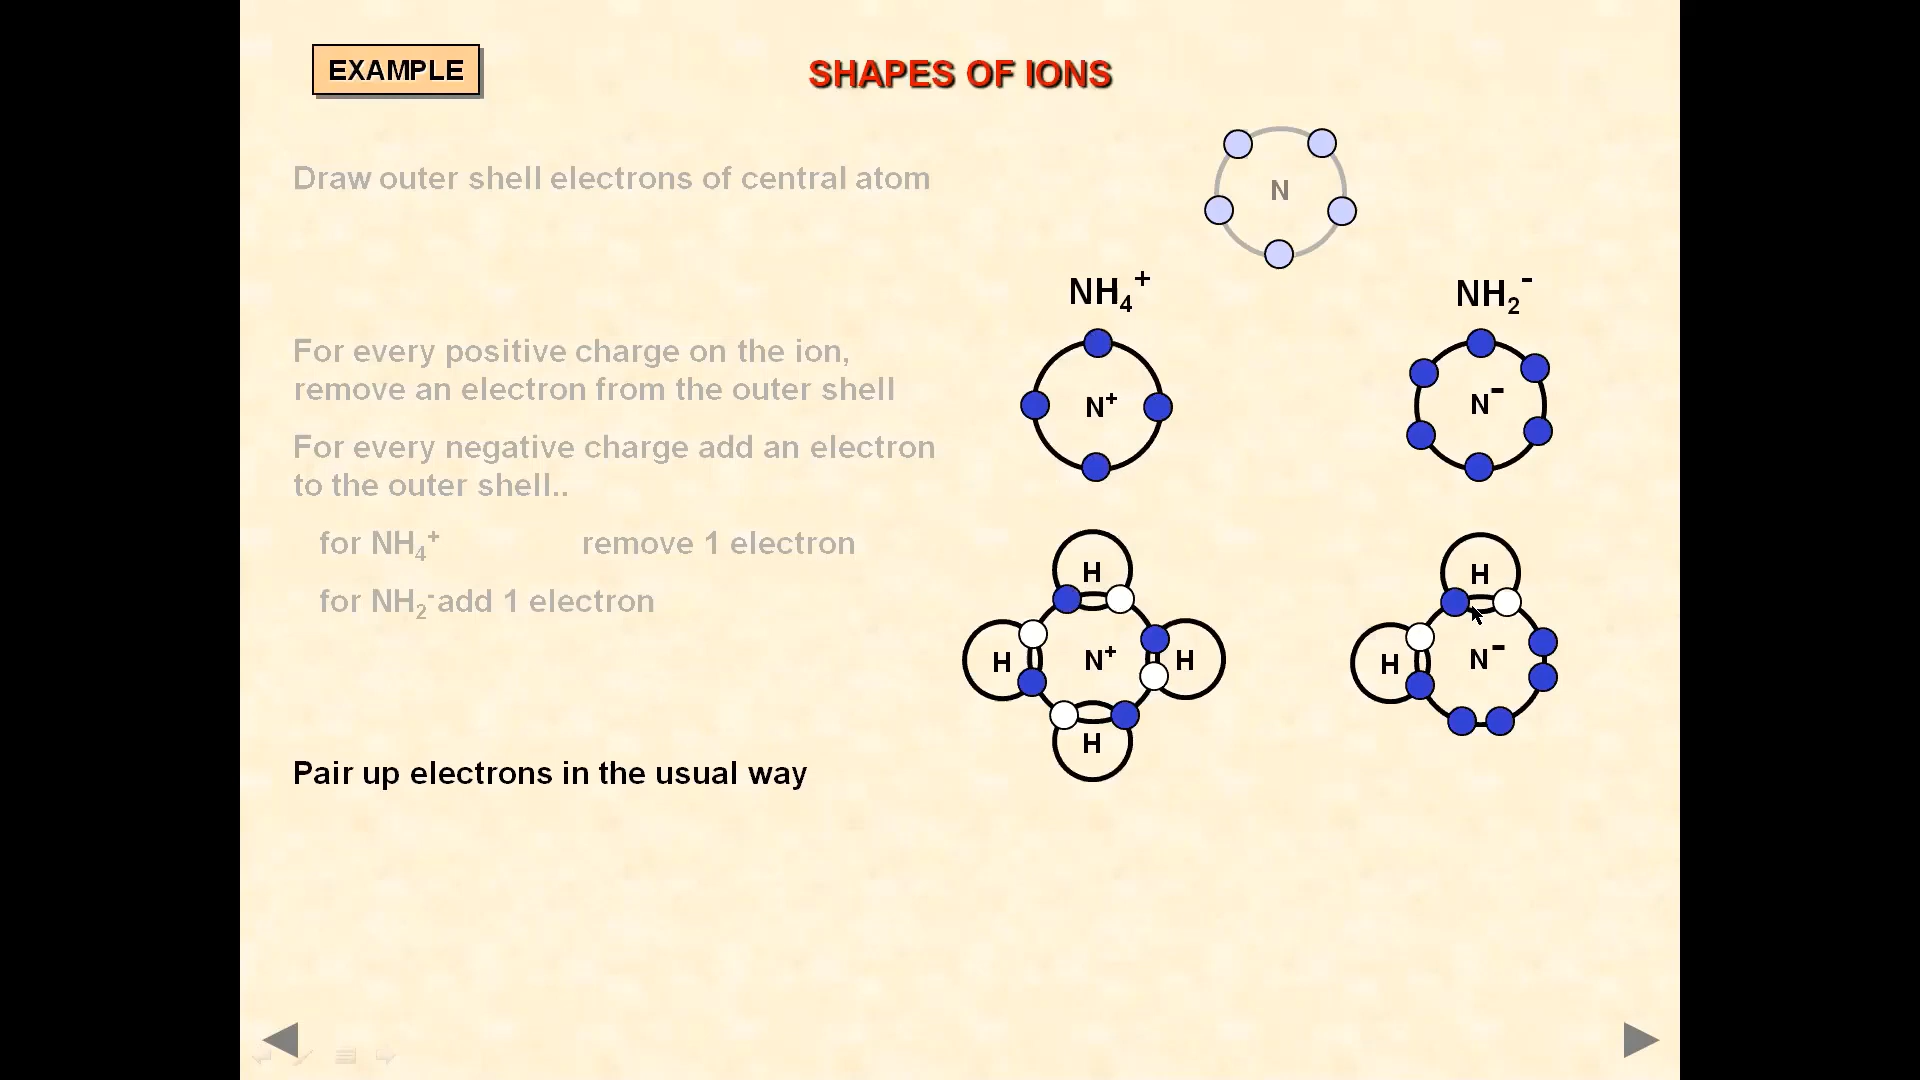 EXAMPLE
SHAPES OF IONS
Draw outer shell electrons of central atom
N
NH₄⁺
NH₂⁻
For every positive charge on the ion,
remove an electron from the outer shell
N⁺
N⁻
For every negative charge add an electron
to the outer shell..
for NH₄⁺ remove 1 electron
for NH₂⁻add 1 electron
H
H
N⁺
H
H
H
H
N⁻
Pair up electrons in the usual way